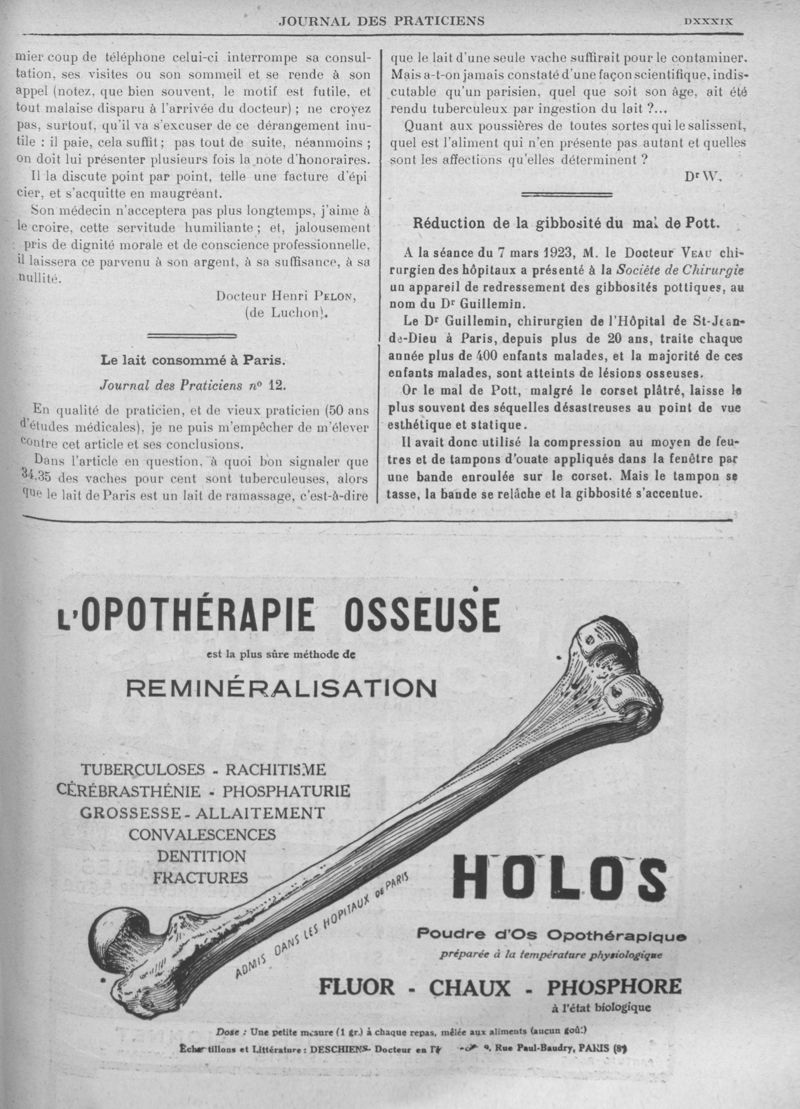 JOURNAL DES PRATICIENS
DXXXIX
mier coup de téléphone celui-ci interrompe sa consul-
tation, ses visites ou son sommeil et se rende à son
appel (notez, que bien souvent, le motif est futile, et
tout malaise disparu à l'arrivée du docteur) ; ne croyez
pas, surtout, qu'il va s'excuser de ce dérangement inu-
tile : il paie, cela suffit ; pas tout de suite, néanmoins ;
on doit lui présenter plusieurs fois la note d'honoraires.
Il la discute point par point, telle une facture d'épi
cier, et s'acquitte en maugréant.
Son médecin n'acceptera pas plus longtemps, j'aime à
le croire, cette servitude humiliante ; et, jalousement
pris de dignité morale et de conscience professionnelle,
il laissera ce parvenu à son argent, à sa suffisance, à sa
nullité.
Docteur Henri PELON,
(de Luchon).
Le lait consommé à Paris.
Journal des Praticiens nº 12.
En qualité de praticien, et de vieux praticien (50 ans
d'études médicales), je ne puis m'empêcher de m'élever
contre cet article et ses conclusions.
Dans l'article en question, à quoi bon signaler que
34,35 des vaches pour cent sont tuberculeuses, alors
que le lait de Paris est un lait de ramassage, c'est-à-dire
que le lait d'une seule vache suffirait pour le contaminer.
Mais a-t-on jamais constaté d'une façon scientifique, indis-
cutable qu'un parisien, quel que soit son âge, ait été
rendu tuberculeux par ingestion du lait ?...
Quant aux poussières de toutes sortes qui le salissent,
quel est l'aliment qui n'en présente pas autant et quelles
sont les affections qu'elles déterminent ?
Dr W.
Réduction de la gibbosité du mal de Pott.
A la séance du 7 mars 1923, M. le Docteur VEAU chi-
rurgien des hôpitaux a présenté à la Société de Chirurgie
un appareil de redressement des gibbosités pottiques, au
nom du Dr Guillemin.
Le Dr Guillemin, chirurgien de l'Hôpital de St-Jean-
de-Dieu à Paris, depuis plus de 20 ans, traite chaque
année plus de 400 enfants malades, et la majorité de ces
enfants malades, sont atteints de lésions osseuses.
Or le mal de Pott, malgré le corset plâtré, laisse le
plus souvent des séquelles désastreuses au point de vue
esthétique et statique.
Il avait donc utilisé la compression au moyen de feu-
tres et de tampons d'ouate appliqués dans la fenêtre par
une bande enroulée sur le corset. Mais le tampon se
tasse, la bande se relâche et la gibbosité s'accentue.
L'OPOTHÉRAPIE OSSEUSE
est la plus sûre méthode de
REMINÉRALISATION
TUBERCULOSES - RACHITISME
CÉRÉBRASTHÉNIE - PHOSPHATURIE
GROSSESSE - ALLAITEMENT
CONVALESCENCES
DENTITION
FRACTURES
ADMIS DANS LES HOPITAUX de PARIS
HOLOS
Poudre d'Os Opothérapique
préparée à la température physiologique
FLUOR - CHAUX - PHOSPHORE
à l'état biologique
Dose : Une petite mesure (1 gr.) à chaque repas, mêlée aux aliments (aucun goût)
Échantillons et Littérature : DESCHIENS- Docteur en 9, Rue Paul-Baudry, PARIS (8e)